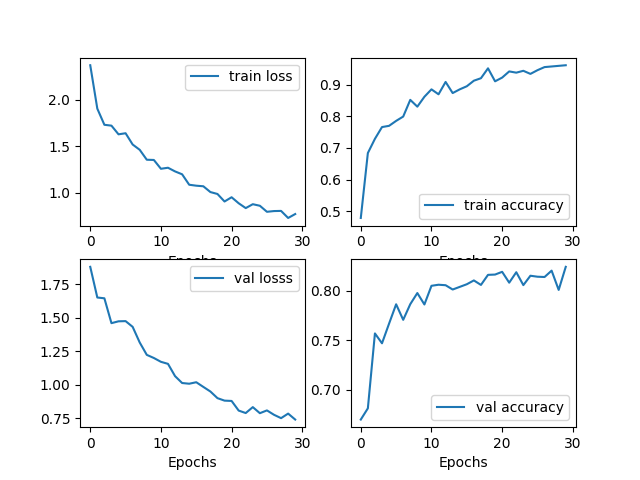 train loss
2.0
1.5
1.0
0 10 20 30
Epochs
train accuracy
0.9
0.8
0.7
0.6
0.5
0 10 20 30
Epochs
val losss
1.75
1.50
1.25
1.00
0.75
0 10 20 30
Epochs
val accuracy
0.80
0.75
0.70
0 10 20 30
Epochs